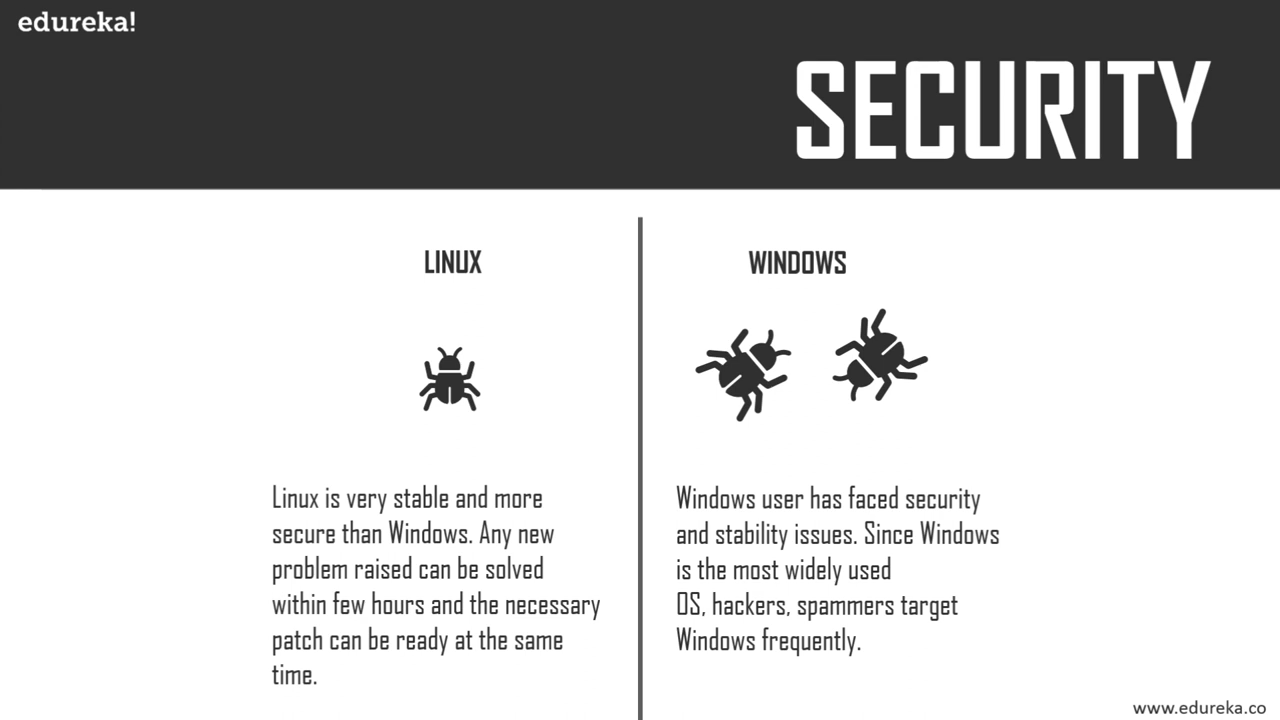 edureka!
SECURITY
LINUX
Linux is very stable and more
secure than Windows. Any new
problem raised can be solved
within few hours and the necessary
patch can be ready at the same
time.
WINDOWS
Windows user has faced security
and stability issues. Since Windows
is the most widely used
OS, hackers, spammers target
Windows frequently.
www.edureka.co